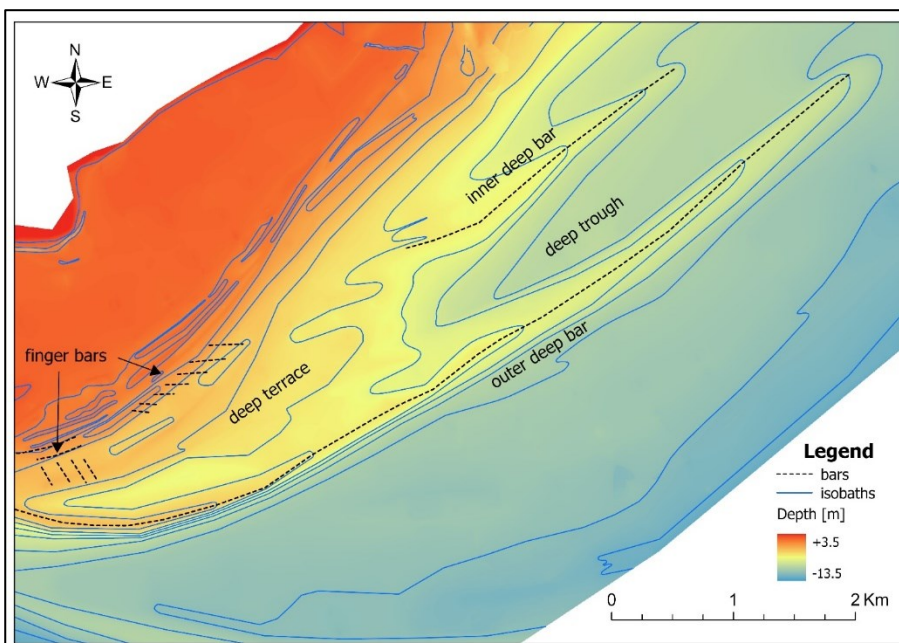 N
W E
S
inner deep bar
deep trough
finger bars
deep terrace
outer deep bar
Legend
bars
isobaths
Depth [m]
+3.5
-13.5
0 1 2 Km